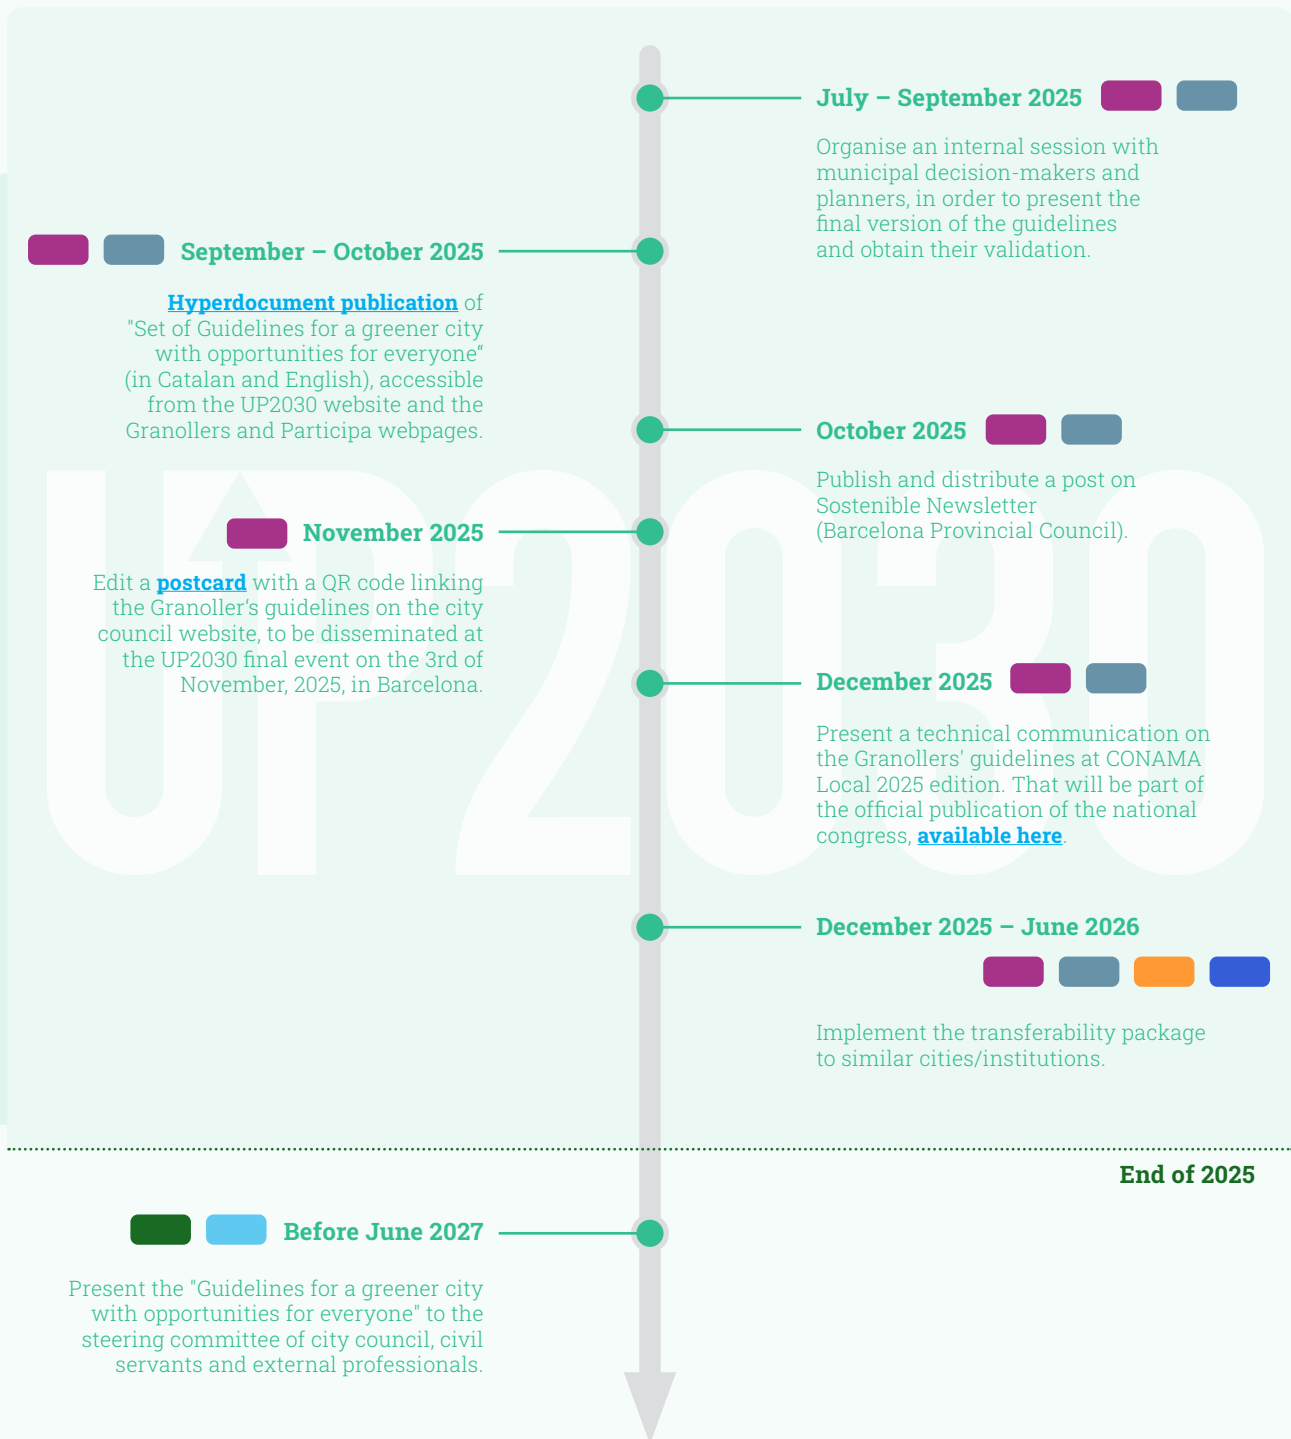 July – September 2025
Organise an internal session with
municipal decision-makers and
planners, in order to present the
final version of the guidelines
and obtain their validation.
September – October 2025
Hyperdocument publication of
"Set of Guidelines for a greener city
with opportunities for everyone“
(in Catalan and English), accessible
from the UP2030 website and the
Granollers and Participa webpages.
October 2025
Publish and distribute a post on
Sostenible Newsletter
(Barcelona Provincial Council).
November 2025
Edit a postcard with a QR code linking
the Granoller‘s guidelines on the city
council website, to be disseminated at
the UP2030 final event on the 3rd of
November, 2025, in Barcelona.
UP2030
December 2025
Present a technical communication on
the Granollers' guidelines at CONAMA
Local 2025 edition. That will be part of
the official publication of the national
congress, available here.
December 2025 – June 2026
Implement the transferability package
to similar cities/institutions.
End of 2025
Before June 2027
Present the "Guidelines for a greener city
with opportunities for everyone" to the
steering committee of city council, civil
servants and external professionals.